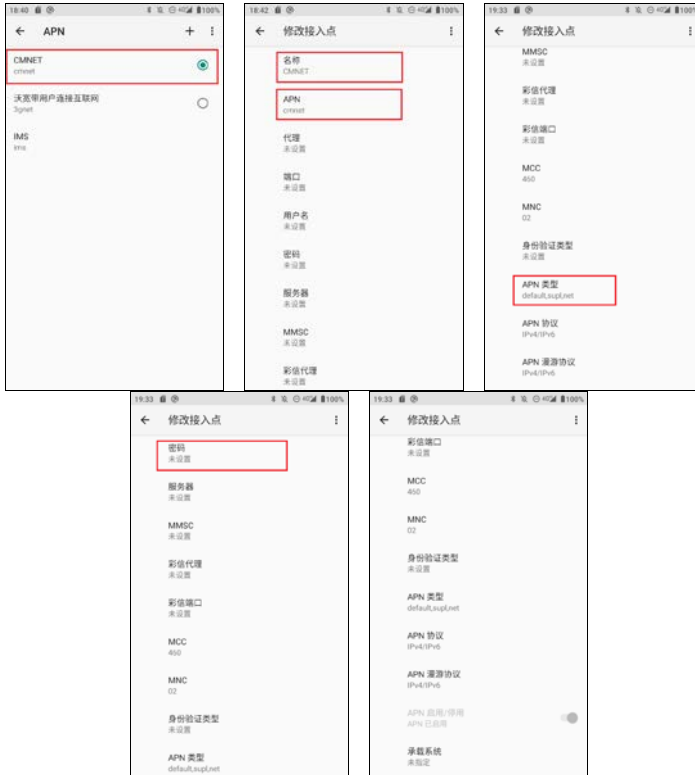 18:40
100%
APN
CMNET
cmnet
沃宽带用户连接互联网
3gnet
IMS
ims
18:42
100%
修改接入点
名称
CMNET
APN
cmnet
代理
未设置
端口
未设置
用户名
未设置
密码
未设置
服务器
未设置
MMSC
未设置
彩信代理
未设置
19:33
100%
修改接入点
MMSC
未设置
彩信代理
未设置
彩信端口
未设置
MCC
460
MNC
02
身份验证类型
未设置
APN 类型
default,supl,net
APN 协议
IPv4/IPv6
APN 漫游协议
IPv4/IPv6
19:33
100%
修改接入点
密码
未设置
服务器
未设置
MMSC
未设置
彩信代理
未设置
彩信端口
未设置
MCC
460
MNC
02
身份验证类型
未设置
APN 类型
default,supl,net
19:33
100%
修改接入点
彩信端口
未设置
MCC
460
MNC
02
身份验证类型
未设置
APN 类型
default,supl,net
APN 协议
IPv4/IPv6
APN 漫游协议
IPv4/IPv6
APN 启用/停用
APN 已启用
承载系统
未指定